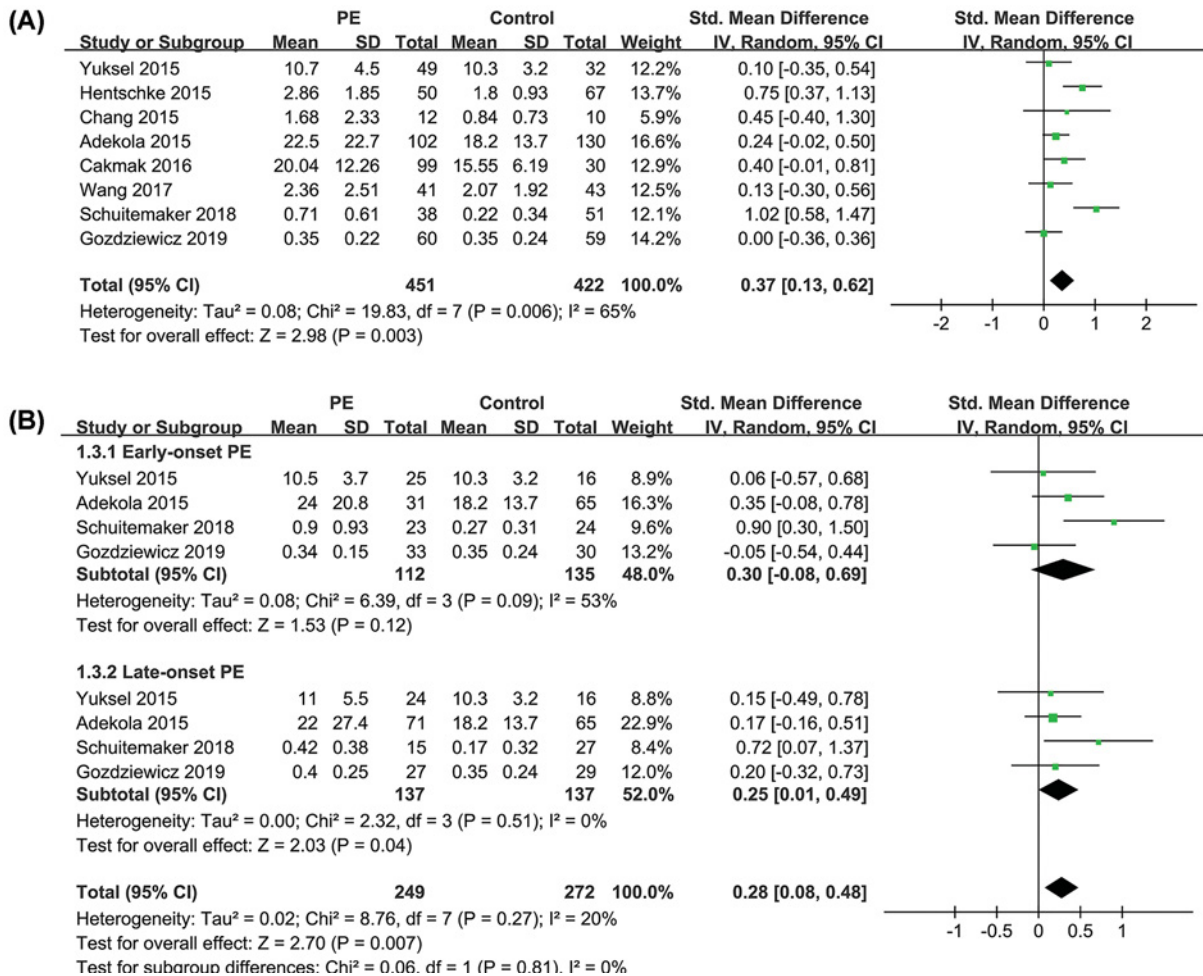 (A)
PE Control Std. Mean Difference Std. Mean Difference
Study or Subgroup Mean SD Total Mean SD Total Weight IV, Random, 95% CI IV, Random, 95% CI
Yuksel 2015 10.7 4.5 49 10.3 3.2 32 12.2% 0.10 [-0.35, 0.54]
Hentschke 2015 2.86 1.85 50 1.8 0.93 67 13.7% 0.75 [0.37, 1.13]
Chang 2015 1.68 2.33 12 0.84 0.73 10 5.9% 0.45 [-0.40, 1.30]
Adekola 2015 22.5 22.7 102 18.2 13.7 130 16.6% 0.24 [-0.02, 0.50]
Cakmak 2016 20.04 12.26 99 15.55 6.19 30 12.9% 0.40 [-0.01, 0.81]
Wang 2017 2.36 2.51 41 2.07 1.92 43 12.5% 0.13 [-0.30, 0.56]
Schuitemaker 2018 0.71 0.61 38 0.22 0.34 51 12.1% 1.02 [0.58, 1.47]
Gozdziewicz 2019 0.35 0.22 60 0.35 0.24 59 14.2% 0.00 [-0.36, 0.36]
Total (95% CI) 451 422 100.0% 0.37 [0.13, 0.62]
Heterogeneity: Tau² = 0.08; Chi² = 19.83, df = 7 (P = 0.006); I² = 65%
Test for overall effect: Z = 2.98 (P = 0.003)
-2 -1 0 1 2
(B)
PE Control Std. Mean Difference Std. Mean Difference
Study or Subgroup Mean SD Total Mean SD Total Weight IV, Random, 95% CI IV, Random, 95% CI
1.3.1 Early-onset PE
Yuksel 2015 10.5 3.7 25 10.3 3.2 16 8.9% 0.06 [-0.57, 0.68]
Adekola 2015 24 20.8 31 18.2 13.7 65 16.3% 0.35 [-0.08, 0.78]
Schuitemaker 2018 0.9 0.93 23 0.27 0.31 24 9.6% 0.90 [0.30, 1.50]
Gozdziewicz 2019 0.34 0.15 33 0.35 0.24 30 13.2% -0.05 [-0.54, 0.44]
Subtotal (95% CI) 112 135 48.0% 0.30 [-0.08, 0.69]
Heterogeneity: Tau² = 0.08; Chi² = 6.39, df = 3 (P = 0.09); I² = 53%
Test for overall effect: Z = 1.53 (P = 0.12)
1.3.2 Late-onset PE
Yuksel 2015 11 5.5 24 10.3 3.2 16 8.8% 0.15 [-0.49, 0.78]
Adekola 2015 22 27.4 71 18.2 13.7 65 22.9% 0.17 [-0.16, 0.51]
Schuitemaker 2018 0.42 0.38 15 0.17 0.32 27 8.4% 0.72 [0.07, 1.37]
Gozdziewicz 2019 0.4 0.25 27 0.35 0.24 29 12.0% 0.20 [-0.32, 0.73]
Subtotal (95% CI) 137 137 52.0% 0.25 [0.01, 0.49]
Heterogeneity: Tau² = 0.00; Chi² = 2.32, df = 3 (P = 0.51); I² = 0%
Test for overall effect: Z = 2.03 (P = 0.04)
Total (95% CI) 249 272 100.0% 0.28 [0.08, 0.48]
Heterogeneity: Tau² = 0.02; Chi² = 8.76, df = 7 (P = 0.27); I² = 20%
Test for overall effect: Z = 2.70 (P = 0.007)
Test for subgroup differences: Chi² = 0.06, df = 1 (P = 0.81), I² = 0%
-1 -0.5 0 0.5 1